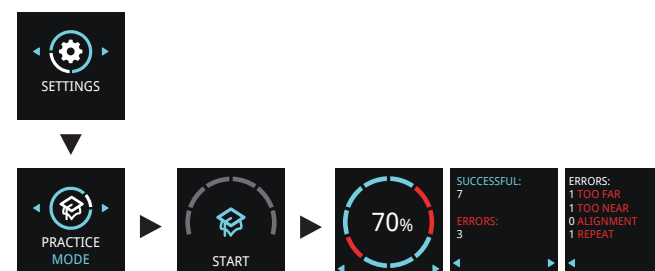 SETTINGS
PRACTICE
MODE
START
70%
SUCCESSFUL:
7
ERRORS:
3
ERRORS:
1 TOO FAR
1 TOO NEAR
0 ALIGNMENT
1 REPEAT